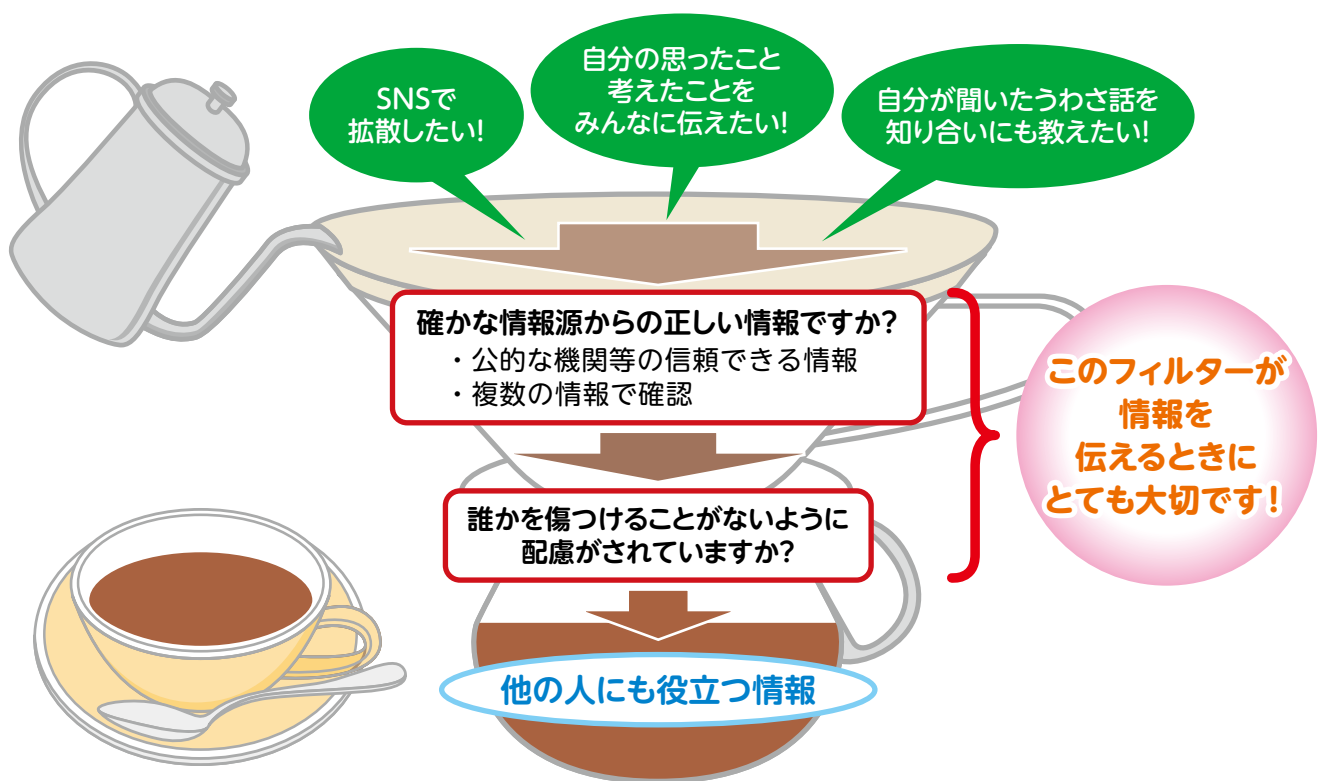 SNSで
拡散したい!
自分の思ったこと
考えたことを
みんなに伝えたい!
自分が聞いたうわさ話を
知り合いにも教えたい!
確かな情報源からの正しい情報ですか?
・公的な機関等の信頼できる情報
・複数の情報で確認
誰かを傷つけることがないように
配慮がされていますか?
他の人にも役立つ情報
このフィルターが
情報を
伝えるときに
とても大切です!